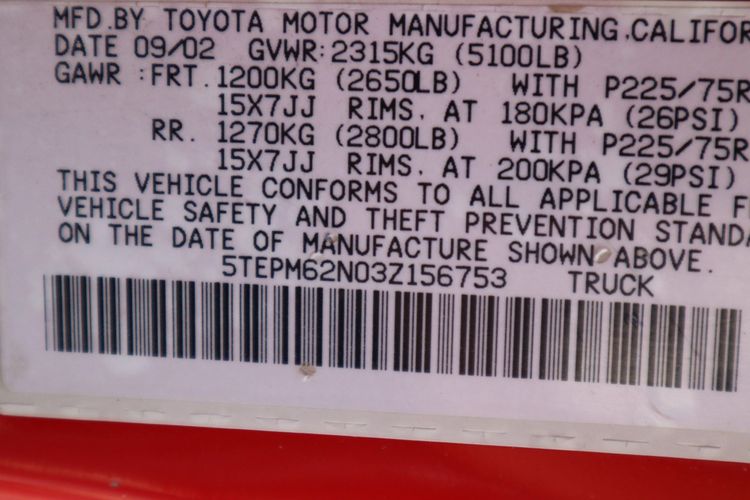 MFD.BY TOYOTA MOTOR MANUFACTURING,CALIFOR
DATE 09/02 GVWR:2315KG (5100LB)
GAWR :FRT. 1200KG (2650LB) WITH P225/75R
15X7JJ RIMS. AT 180KPA (26PSI)
RR. 1270KG (2800LB) WITH P225/75R
15X7JJ RIMS. AT 200KPA (29PSI)
THIS VEHICLE CONFORMS TO ALL APPLICABLE F
VEHICLE SAFETY AND THEFT PREVENTION STANDA
ON THE DATE OF MANUFACTURE SHOWN ABOVE.
5TEPM62N03Z156753 TRUCK